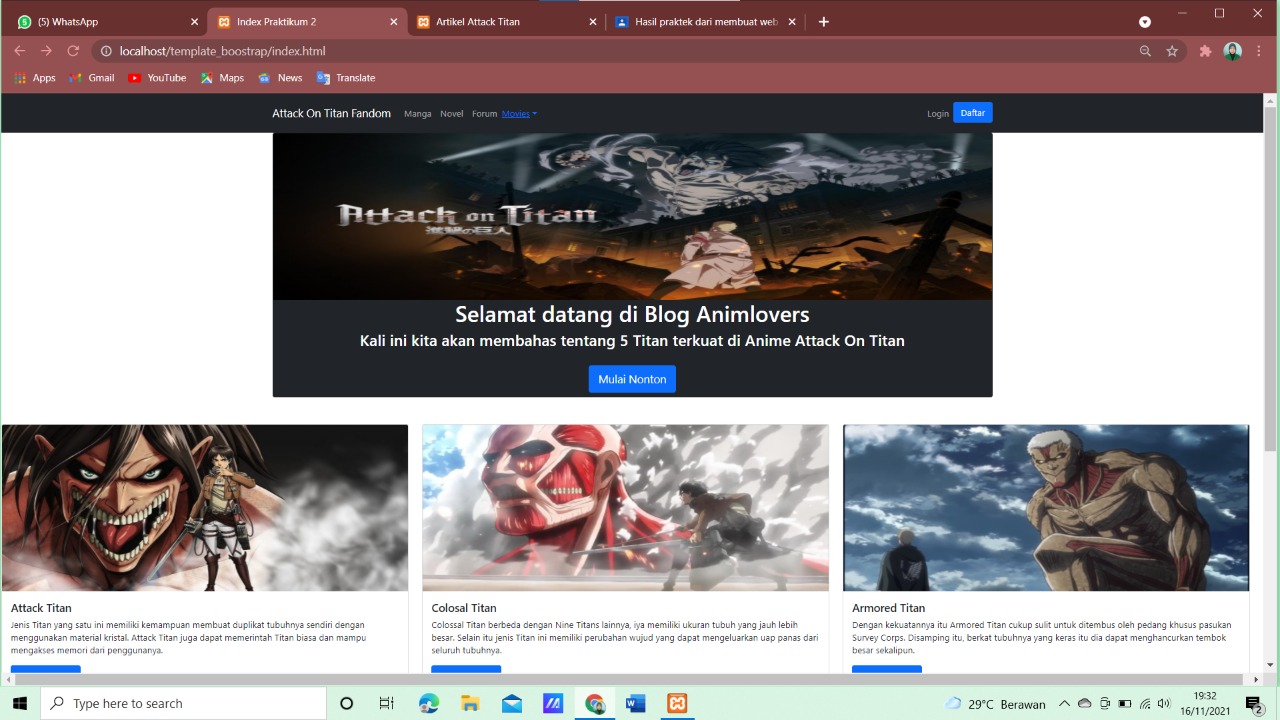 (5) WhatsApp
Index Praktikum 2
Artikel Attack Titan
Hasil praktek dari membuat web
localhost/template_boostrap/index.html
Apps Gmail YouTube Maps News Translate
Attack On Titan Fandom Manga Novel Forum Movies Login Daftar
Attack on Titan
進撃の巨人
Selamat datang di Blog Animlovers
Kali ini kita akan membahas tentang 5 Titan terkuat di Anime Attack On Titan
Mulai Nonton
Attack Titan
Jenis Titan yang satu ini memiliki kemampuan membuat duplikat tubuhnya sendiri dengan
menggunakan material kristal. Attack Titan juga dapat memerintah Titan biasa dan mampu
mengakses memori dari penggunanya.
Colosal Titan
Colossal Titan berbeda dengan Nine Titans lainnya, iya memiliki ukuran tubuh yang jauh lebih
besar. Selain itu jenis Titan ini memiliki perubahan wujud yang dapat mengeluarkan uap panas dari
seluruh tubuhnya.
Armored Titan
Dengan kekuatannya itu Armored Titan cukup sulit untuk ditembus oleh pedang khusus pasukan
Survey Corps. Disamping itu, berkat tubuhnya yang keras itu dia dapat menghancurkan tembok
besar sekalipun.
Type here to search
29°C Berawan
19:32
16/11/2021
2